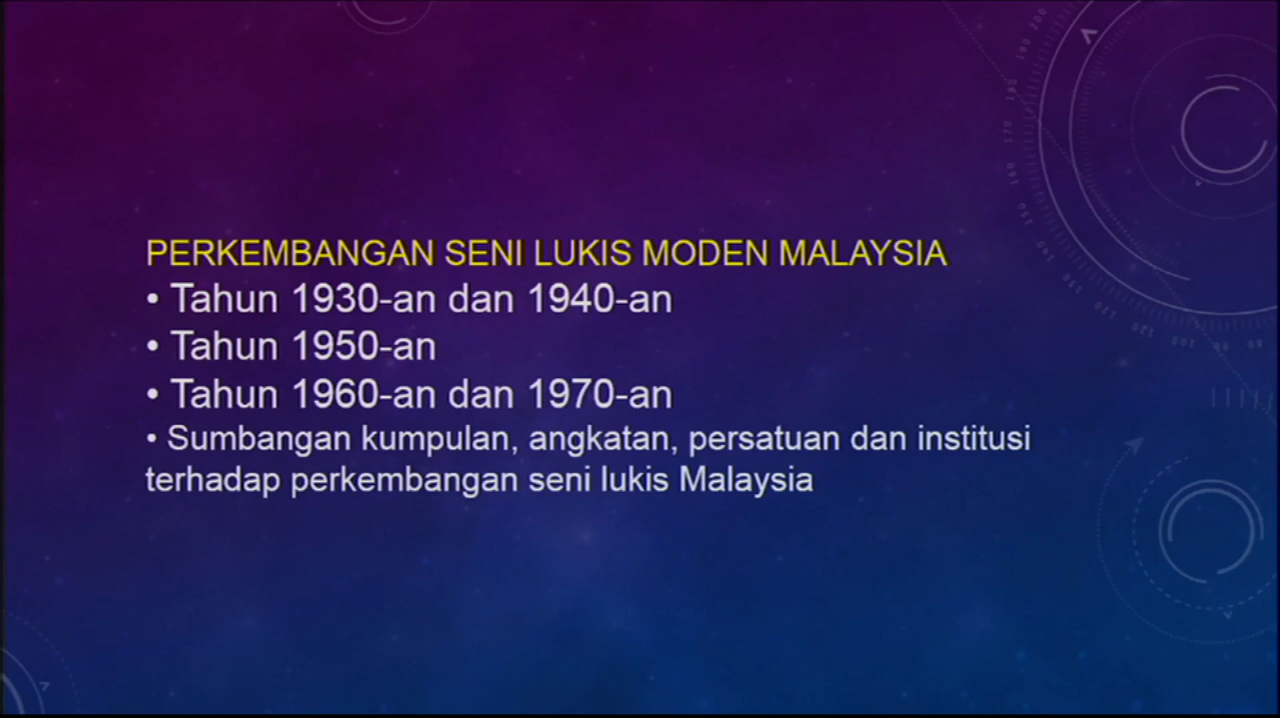 PERKEMBANGAN SENI LUKIS MODEN MALAYSIA
• Tahun 1930-an dan 1940-an
• Tahun 1950-an
• Tahun 1960-an dan 1970-an
• Sumbangan kumpulan, angkatan, persatuan dan institusi
terhadap perkembangan seni lukis Malaysia